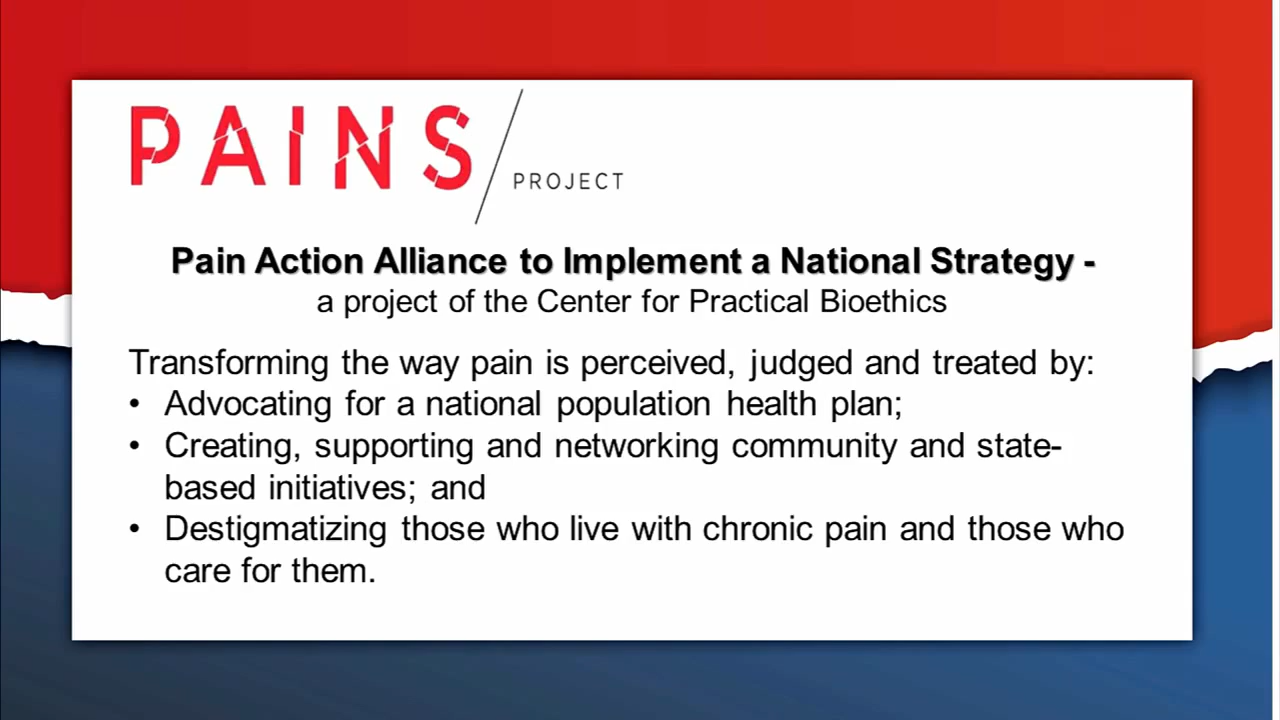 PAINS
PROJECT
Pain Action Alliance to Implement a National Strategy -
a project of the Center for Practical Bioethics
Transforming the way pain is perceived, judged and treated by:
• Advocating for a national population health plan;
• Creating, supporting and networking community and state-
based initiatives; and
• Destigmatizing those who live with chronic pain and those who
care for them.